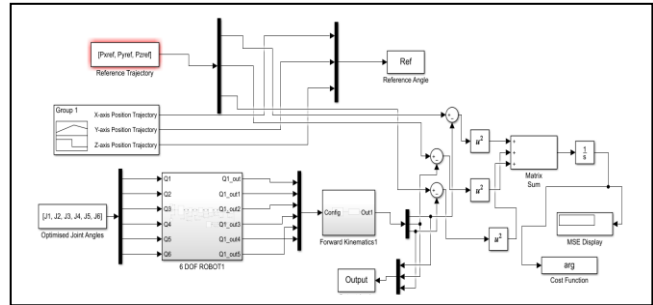 [Pxref, Pyref, Pzref]
Reference Trajectory
Ref
Reference Angle
Group 1
X-axis Position Trajectory
Y-axis Position Trajectory
Z-axis Position Trajectory
u²
Matrix
Sum
1
s
u²
u²
MSE Display
arg
Cost Function
[J1, J2, J3, J4, J5, J6]
Optimised Joint Angles
Q1
Q2
Q3
Q4
Q5
Q6
Q1_out
Q1_out1
Q1_out2
Q1_out3
Q1_out4
Q1_out5
6 DOF ROBOT1
Config
Out1
Forward Kinematics1
Output